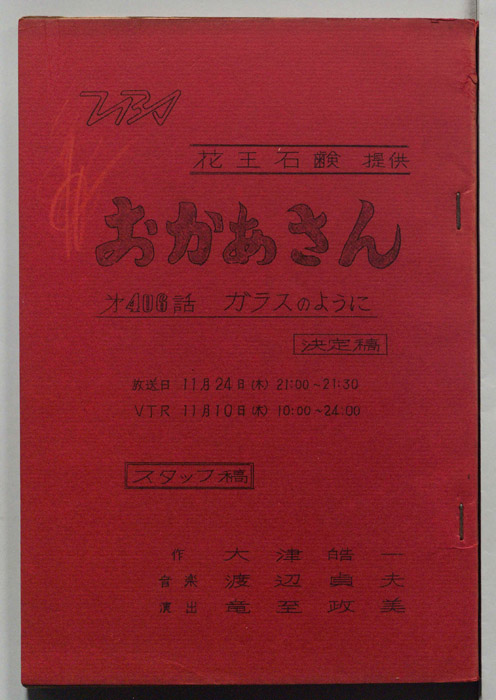 花王石鹸 提供
おかあさん
才406話 ガラスのように
決定稿
放送日 11月24日(木) 21:00~21:30
VTR 11月10日(木) 10:00~24:00
スタッフ稿
作 大津皓一
音楽 渡辺貞夫
演出 竜至政美